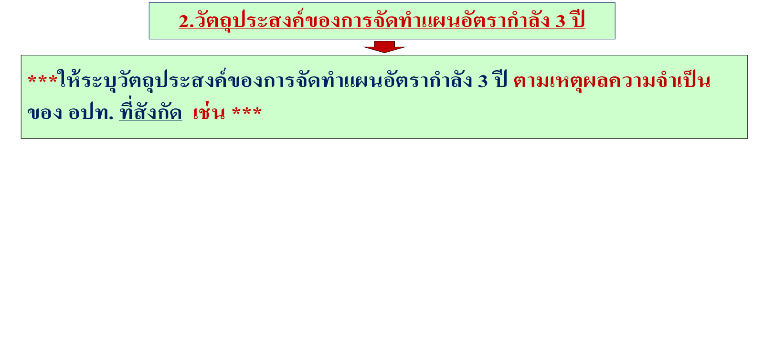 2.วัตถุประสงค์ของการจัดทำแผนอัตรากำลัง 3 ปี
***ให้ระบุวัตถุประสงค์ของการจัดทำแผนอัตรากำลัง 3 ปี ตามเหตุผลความจำเป็น
ของ อปท. ที่สังกัด เช่น ***